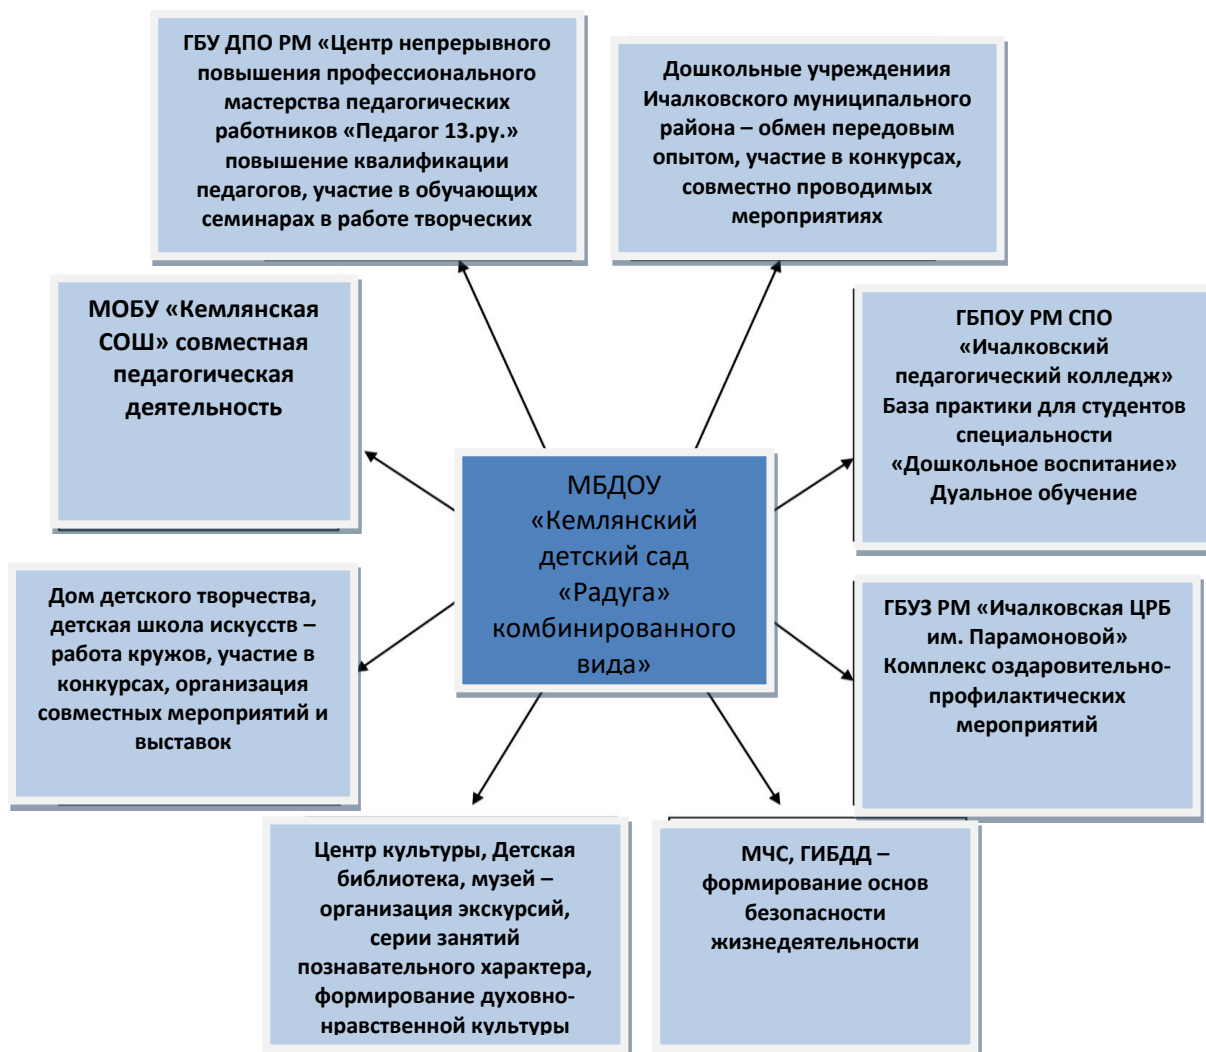 ГБУ ДПО РМ «Центр непрерывного
повышения профессионального
мастерства педагогических
работников «Педагог 13.ру.»
повышение квалификации
педагогов, участие в обучающих
семинарах в работе творческих
Дошкольные учреждениия
Ичалковского муниципального
района – обмен передовым
опытом, участие в конкурсах,
совместно проводимых
мероприятиях
МОБУ «Кемлянская
СОШ» совместная
педагогическая
деятельность
ГБПОУ РМ СПО
«Ичалковский
педагогический колледж»
База практики для студентов
специальности
«Дошкольное воспитание»
Дуальное обучение
МБДОУ
«Кемлянский
детский сад
«Радуга»
комбинированного
вида»
Дом детского творчества,
детская школа искусств –
работа кружов, участие в
конкурсах, организация
совместных мероприятий и
выставок
ГБУЗ РМ «Ичалковская ЦРБ
им. Парамоновой»
Комплекс оздаровительно-
профилактических
мероприятий
Центр культуры, Детская
библиотека, музей –
организация экскурсий,
серии занятий
познавательного характера,
формирование духовно-
нравственной культуры
МЧС, ГИБДД –
формирование основ
безопасности
жизнедеятельности